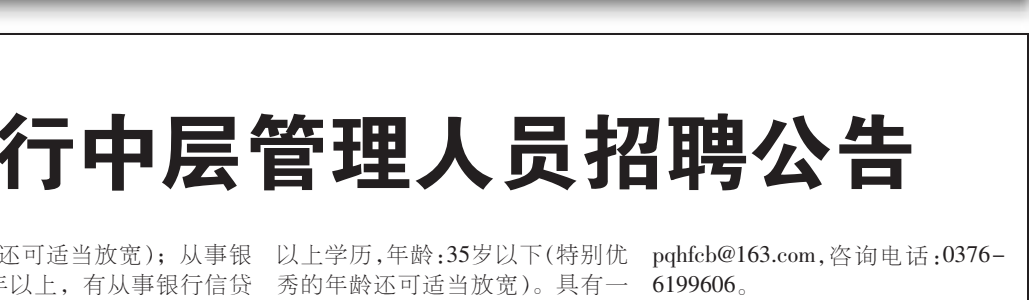 行中层管理人员招聘公告
还可适当放宽)；从事银
年以上，有从事银行信贷
以上学历,年龄:35岁以下(特别优
秀的年龄还可适当放宽)。具有一
pqhfcb@163.com,咨询电话:0376-
6199606。